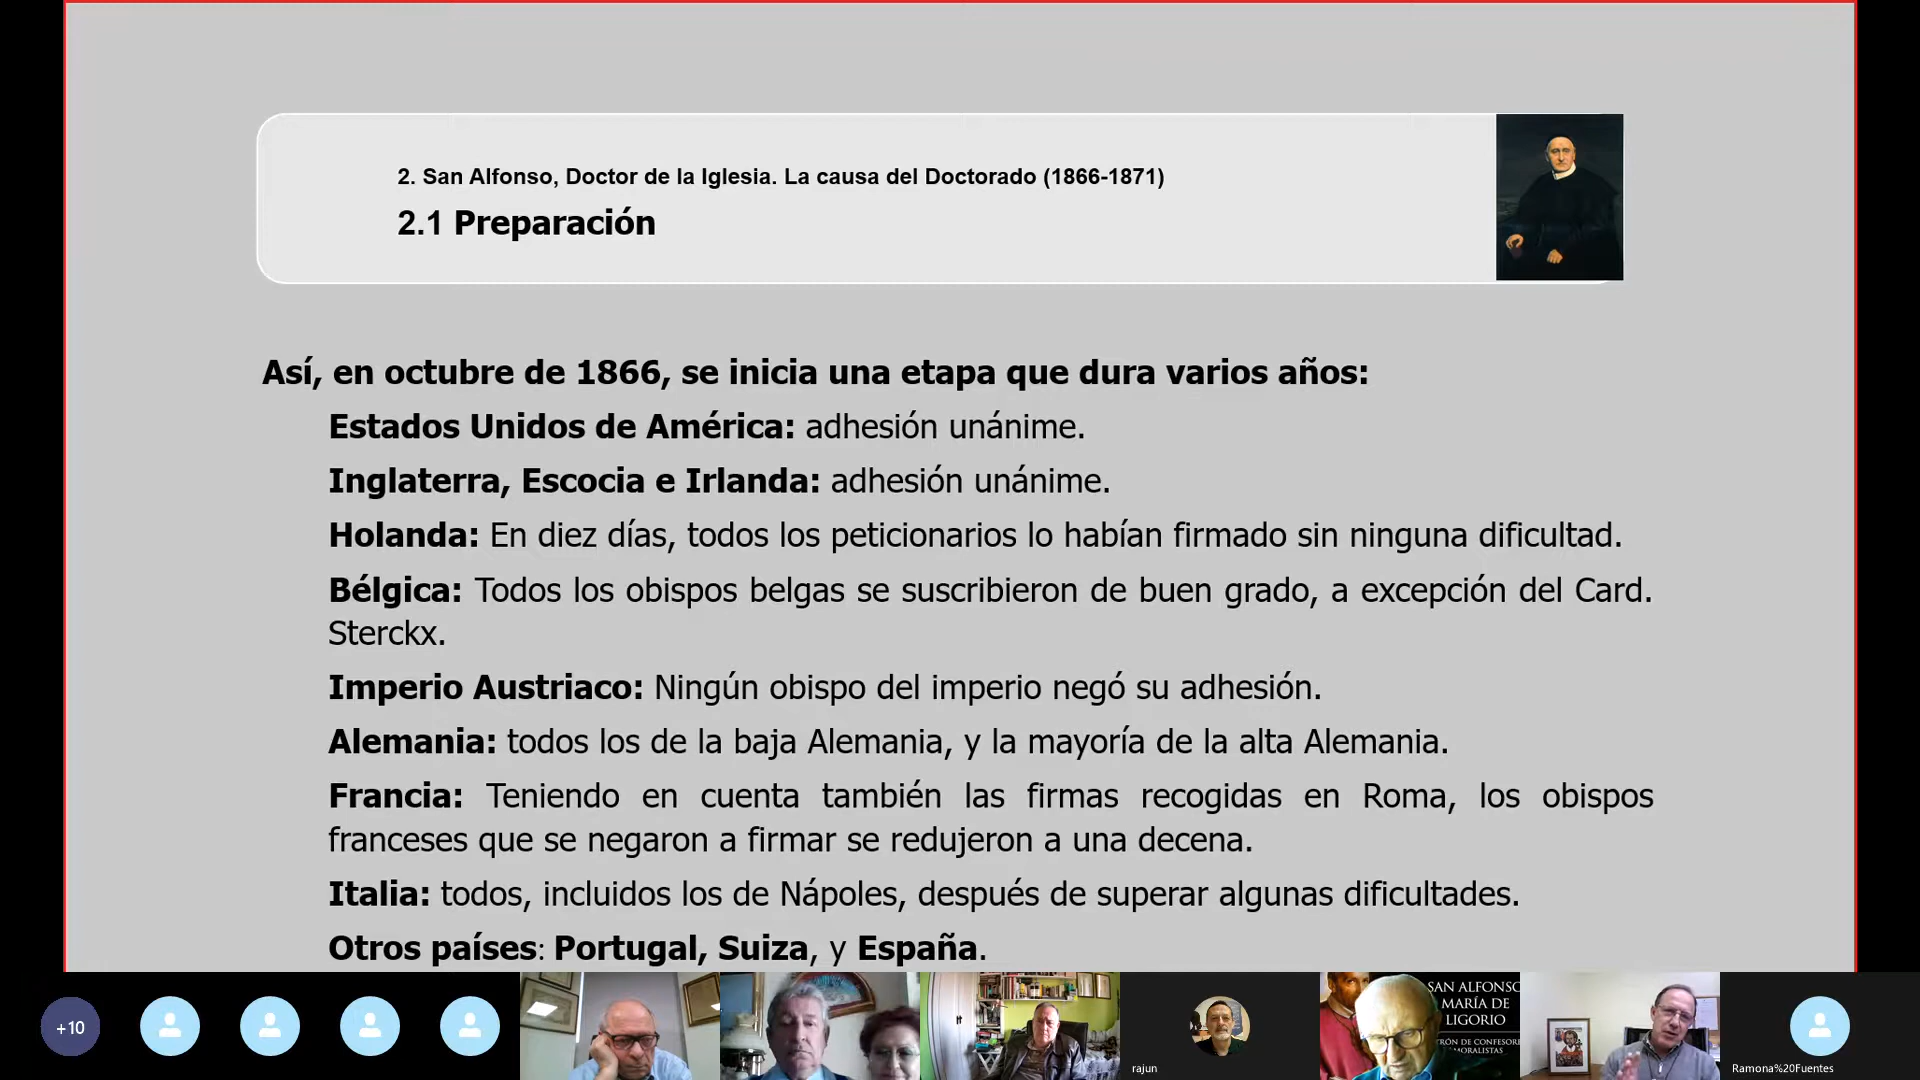 2. San Alfonso, Doctor de la Iglesia. La causa del Doctorado (1866-1871)
2.1 Preparación
Así, en octubre de 1866, se inicia una etapa que dura varios años:
Estados Unidos de América: adhesión unánime.
Inglaterra, Escocia e Irlanda: adhesión unánime.
Holanda: En diez días, todos los peticionarios lo habían firmado sin ninguna dificultad.
Bélgica: Todos los obispos belgas se suscribieron de buen grado, a excepción del Card.
Sterckx.
Imperio Austriaco: Ningún obispo del imperio negó su adhesión.
Alemania: todos los de la baja Alemania, y la mayoría de la alta Alemania.
Francia: Teniendo en cuenta también las firmas recogidas en Roma, los obispos
franceses que se negaron a firmar se redujeron a una decena.
Italia: todos, incluidos los de Nápoles, después de superar algunas dificultades.
Otros países: Portugal, Suiza, y España.
+10
rajun
SAN ALFONSO
MARÍA DE
LIGORIO
TRÓN DE CONFESORE
MORALISTAS
Ramona%20Fuentes